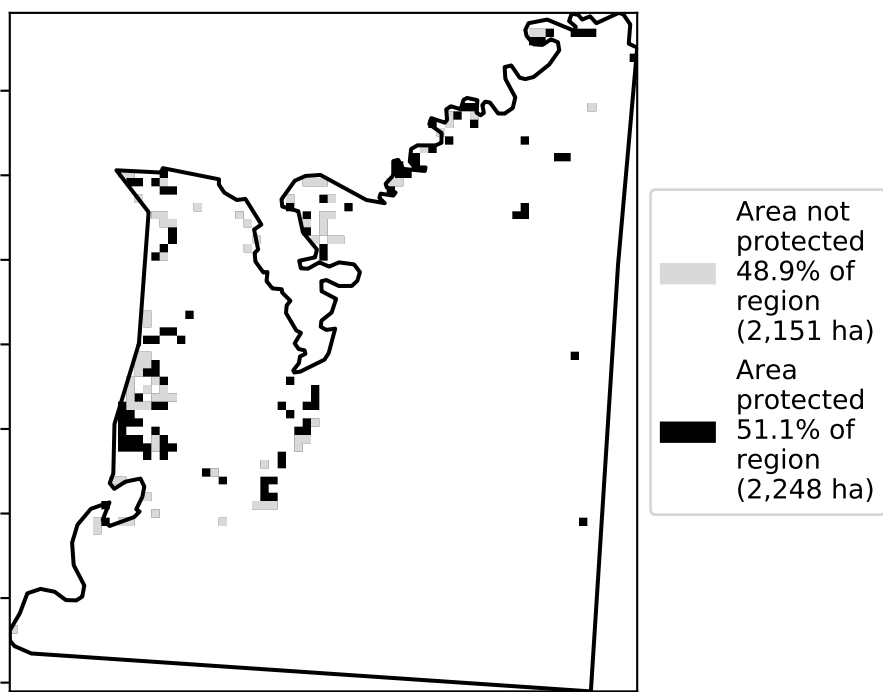 Area not
protected
48.9% of
region
(2,151 ha)
Area
protected
51.1% of
region
(2,248 ha)